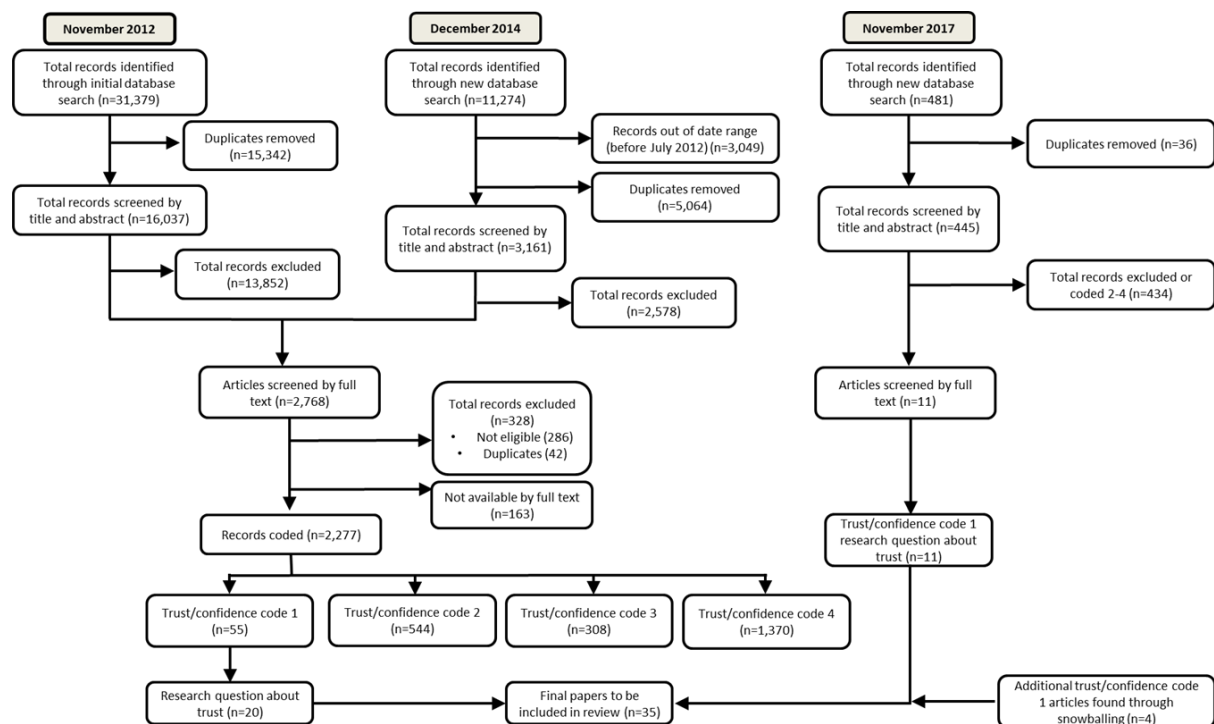 November 2012
December 2014
November 2017
Total records identified
through initial database
search (n=31,379)
Total records identified
through new database
search (n=11,274)
Total records identified
through new database
search (n=481)
Duplicates removed
(n=15,342)
Records out of date range
(before July 2012) (n=3,049)
Duplicates removed (n=36)
Duplicates removed
(n=5,064)
Total records screened by
title and abstract (n=16,037)
Total records screened by
title and abstract (n=3,161)
Total records screened by
title and abstract (n=445)
Total records excluded
(n=13,852)
Total records excluded
(n=2,578)
Total records excluded or
coded 2-4 (n=434)
Articles screened by full
text (n=2,768)
Total records excluded
(n=328)
• Not eligible (286)
• Duplicates (42)
Articles screened by full
text (n=11)
Not available by full text
(n=163)
Records coded (n=2,277)
Trust/confidence code 1
research question about
trust (n=11)
Trust/confidence code 1
(n=55)
Trust/confidence code 2
(n=544)
Trust/confidence code 3
(n=308)
Trust/confidence code 4
(n=1,370)
Research question about
trust (n=20)
Final papers to be
included in review (n=35)
Additional trust/confidence code
1 articles found through
snowballing (n=4)